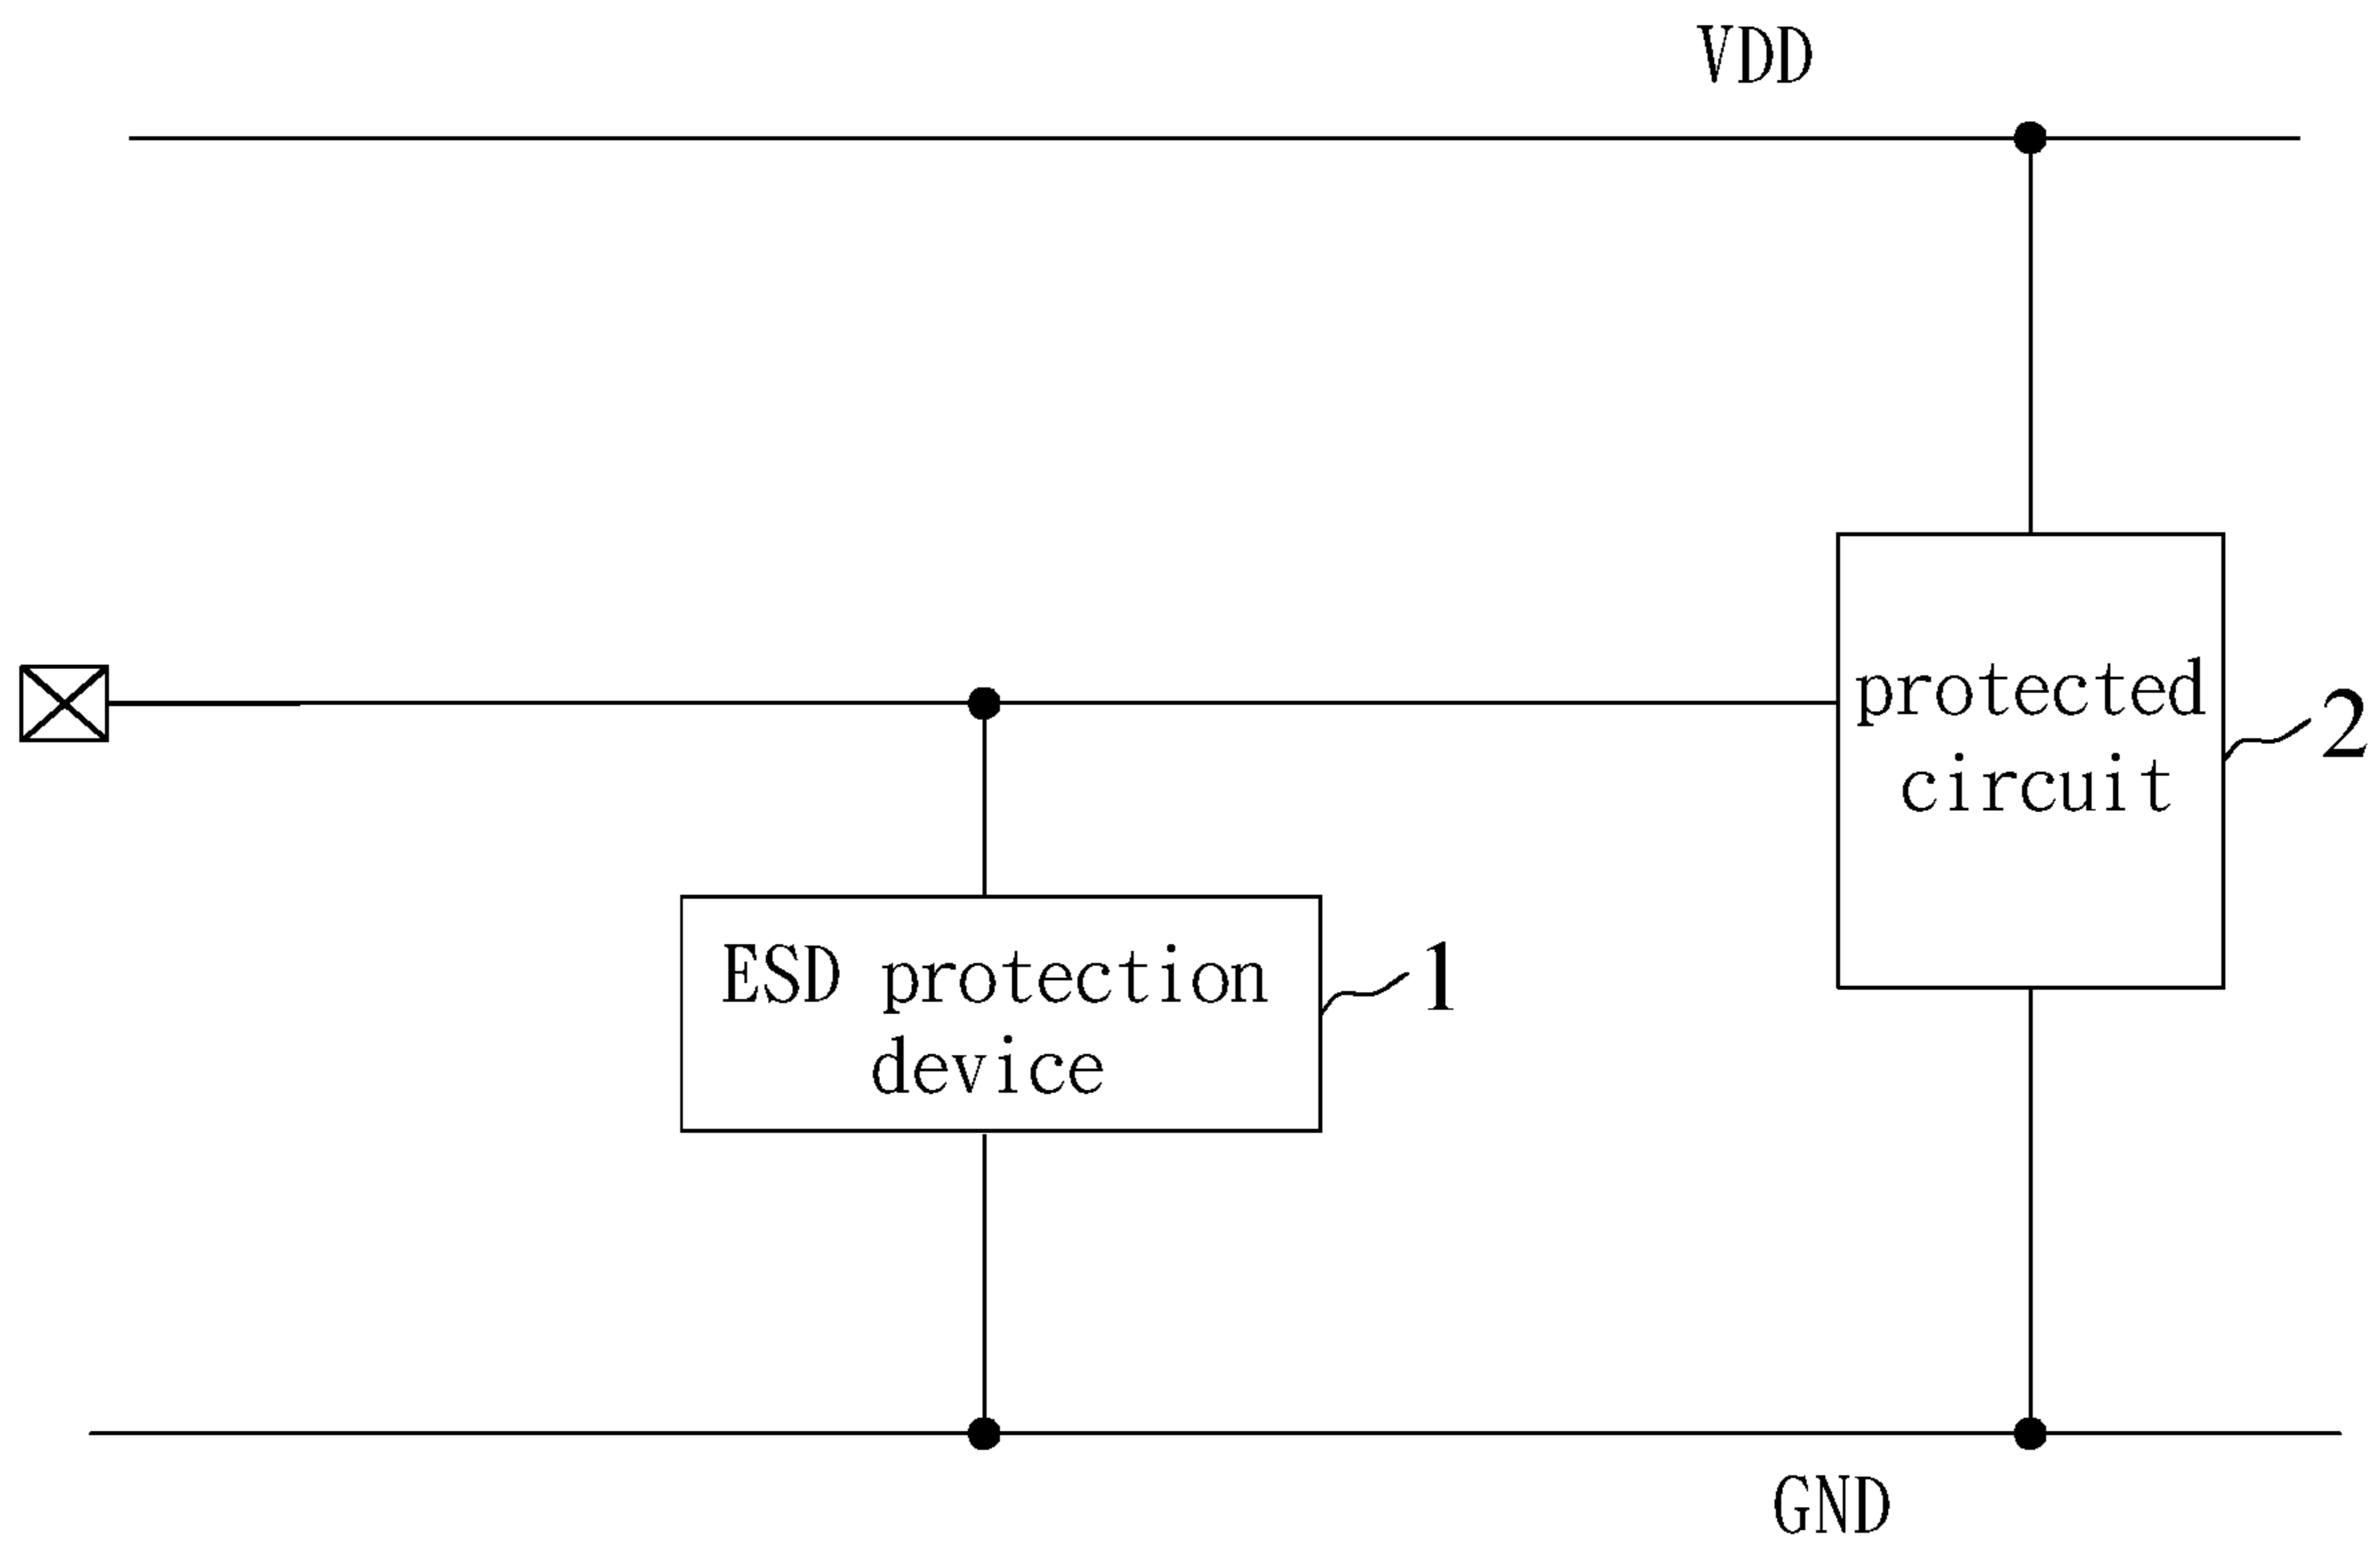 VDD
protected
circuit
2
ESD protection
device
1
GND